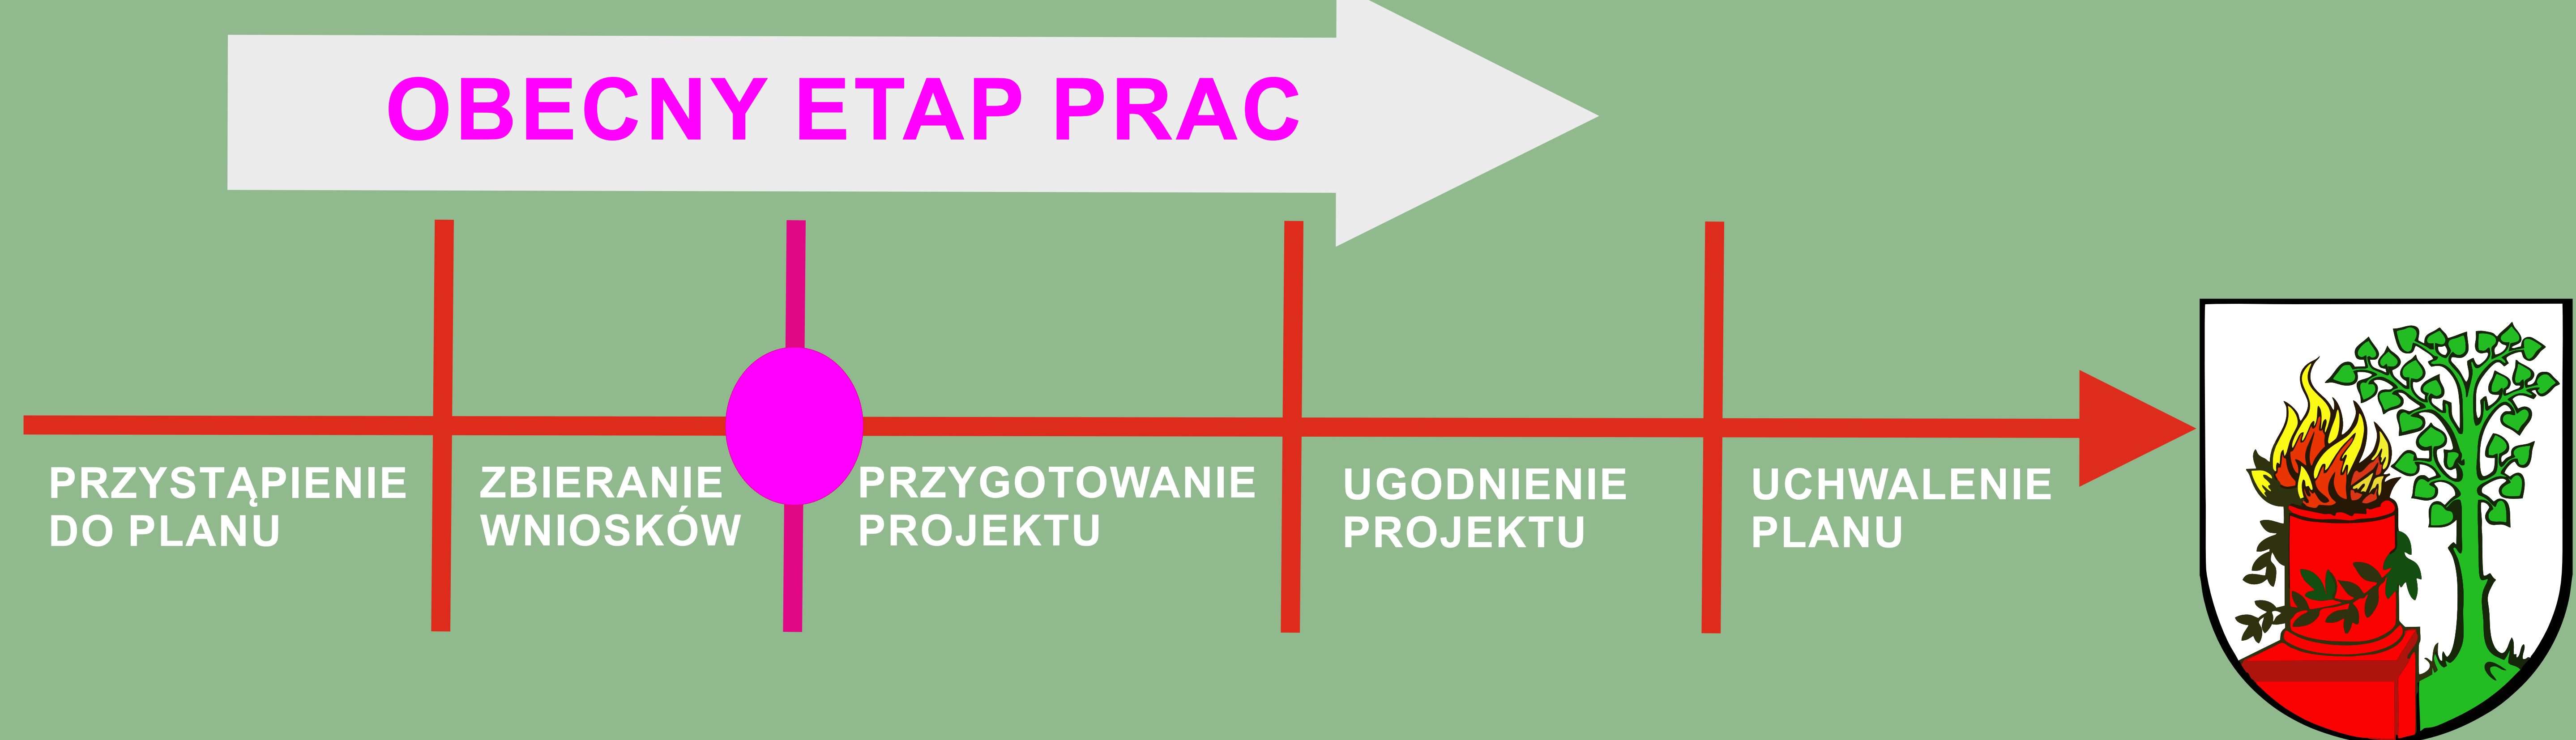 OBECNY ETAP PRAC
PRZYSTĄPIENIE
DO PLANU
ZBIERANIE
WNIOSKÓW
PRZYGOTOWANIE
PROJEKTU
UGODNIENIE
PROJEKTU
UCHWALENIE
PLANU